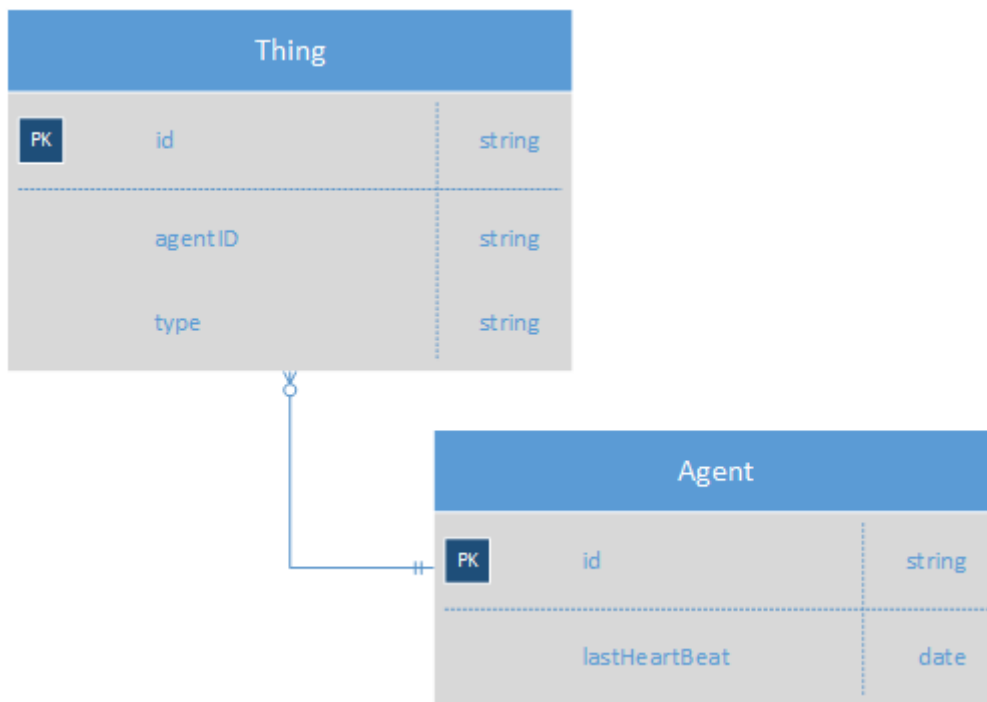 Thing
PK id string
agentID string
type string
Agent
PK id string
lastHeartBeat date